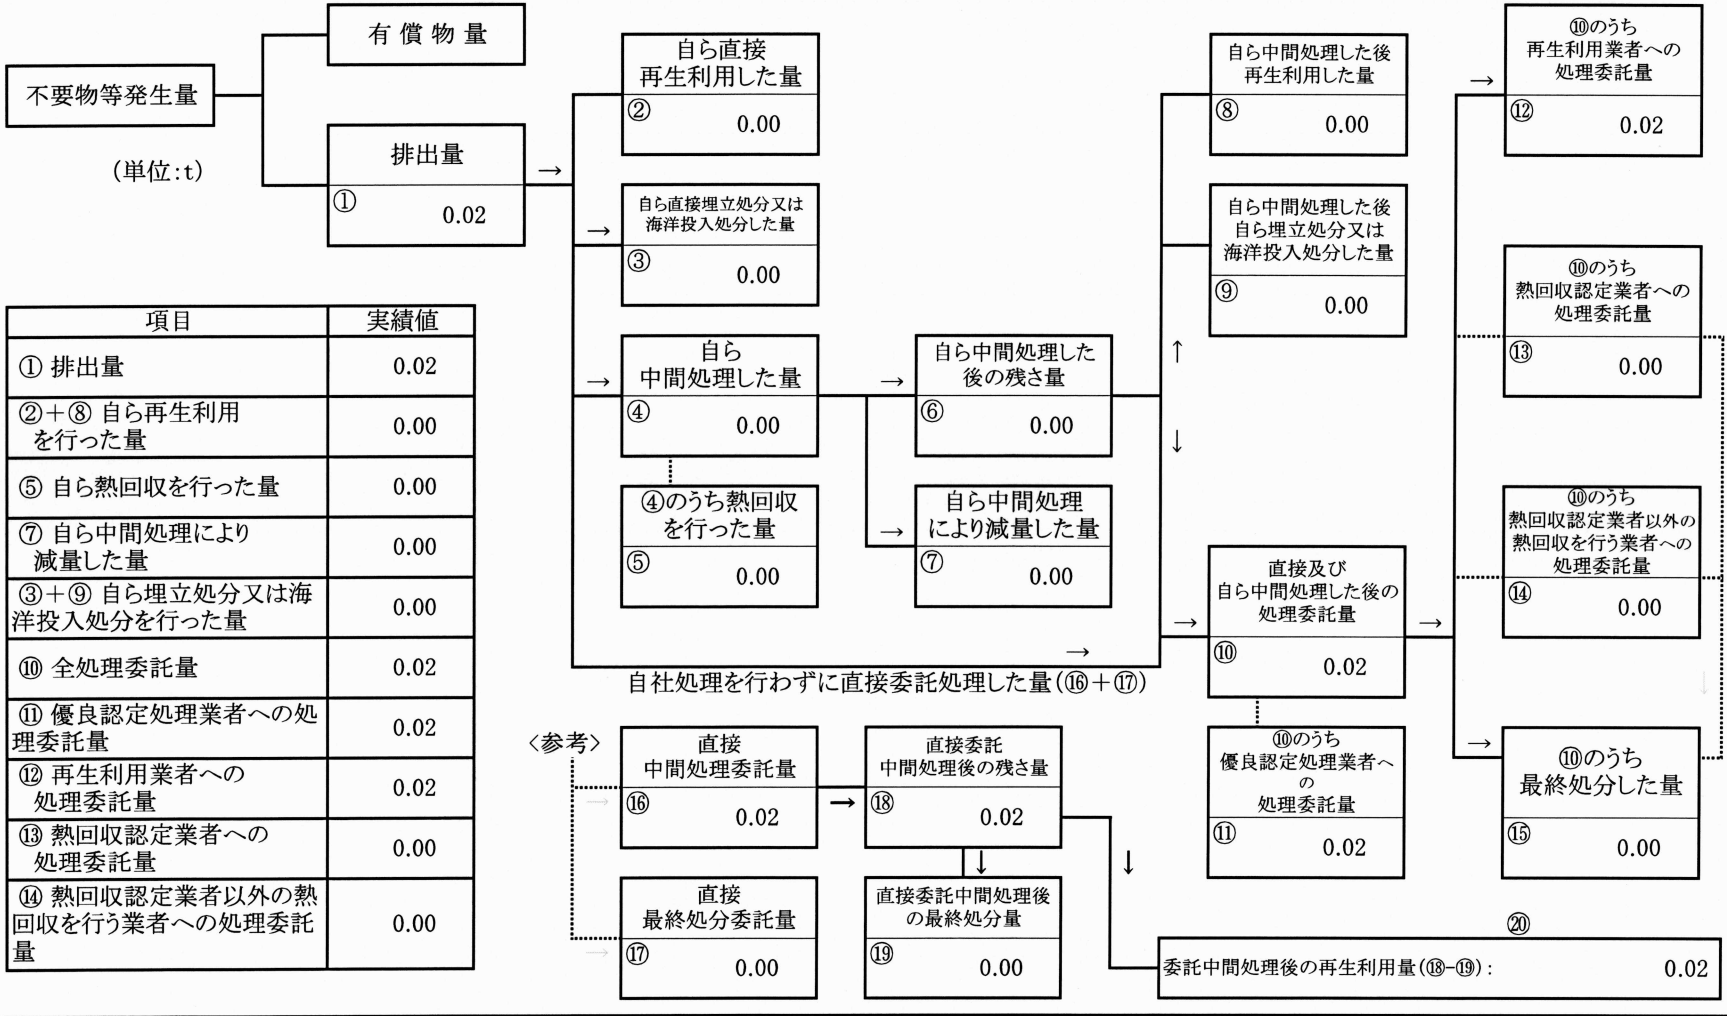 不要物等発生量
(単位:t)
有償物量
排出量
① 0.02
自ら直接
再生利用した量
② 0.00
自ら直接埋立処分又は
海洋投入処分した量
③ 0.00
自ら
中間処理した量
④ 0.00
④のうち熱回収
を行った量
⑤ 0.00
自ら中間処理した
後の残さ量
⑥ 0.00
自ら中間処理
により減量した量
⑦ 0.00
自ら中間処理した後
再生利用した量
⑧ 0.00
自ら中間処理した後
自ら埋立処分又は
海洋投入処分した量
⑨ 0.00
直接及び
自ら中間処理した後の
処理委託量
⑩ 0.02
⑩のうち
優良認定処理業者へ
の
処理委託量
⑪ 0.02
⑩のうち
再生利用業者への
処理委託量
⑫ 0.02
⑩のうち
熱回収認定業者への
処理委託量
⑬ 0.00
⑩のうち
熱回収認定業者以外の
熱回収を行う業者への
処理委託量
⑭ 0.00
⑩のうち
最終処分した量
⑮ 0.00
自社処理を行わずに直接委託処理した量(⑯+⑰)
〈参考〉
直接
中間処理委託量
⑯ 0.02
直接
最終処分委託量
⑰ 0.00
直接委託
中間処理後の残さ量
⑱ 0.02
直接委託中間処理後
の最終処分量
⑲ 0.00
⑳
委託中間処理後の再生利用量(⑱-⑲): 0.02
項目 実績値
① 排出量 0.02
②+⑧ 自ら再生利用
を行った量 0.00
⑤ 自ら熱回収を行った量 0.00
⑦ 自ら中間処理により
減量した量 0.00
③+⑨ 自ら埋立処分又は海
洋投入処分を行った量 0.00
⑩ 全処理委託量 0.02
⑪ 優良認定処理業者への処
理委託量 0.02
⑫ 再生利用業者への
処理委託量 0.02
⑬ 熱回収認定業者への
処理委託量 0.00
⑭ 熱回収認定業者以外の熱
回収を行う業者への処理委託
量 0.00